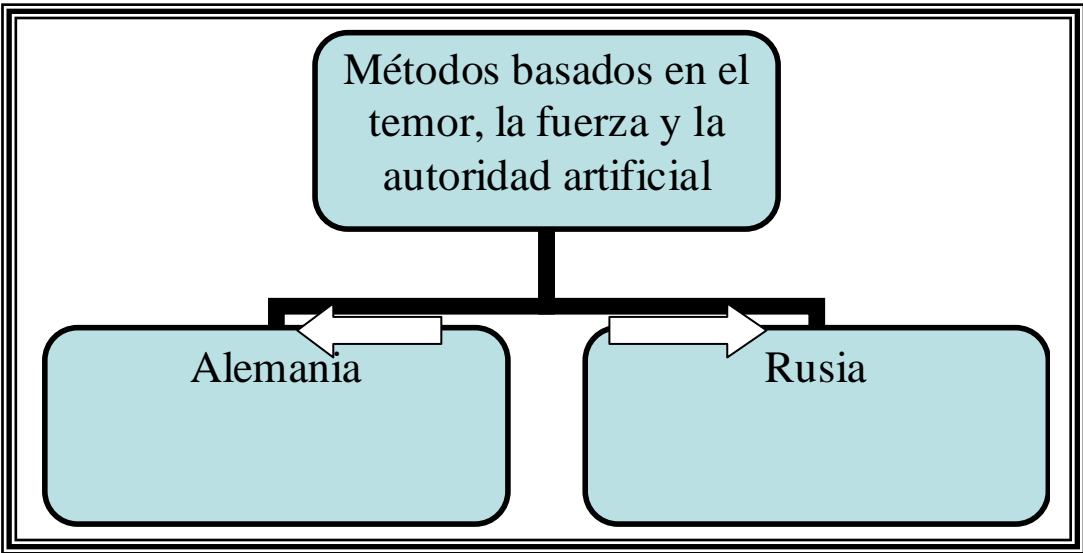 Métodos basados en el
temor, la fuerza y la
autoridad artificial
Alemania
Rusia